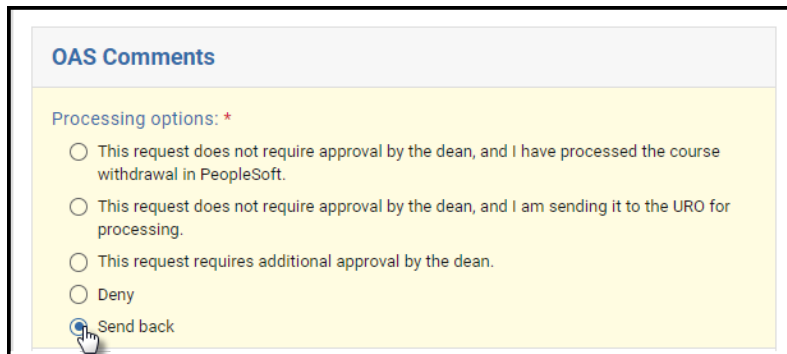 OAS Comments
Processing options: *
This request does not require approval by the dean, and I have processed the course
withdrawal in PeopleSoft.
This request does not require approval by the dean, and I am sending it to the URO for
processing.
This request requires additional approval by the dean.
Deny
Send back